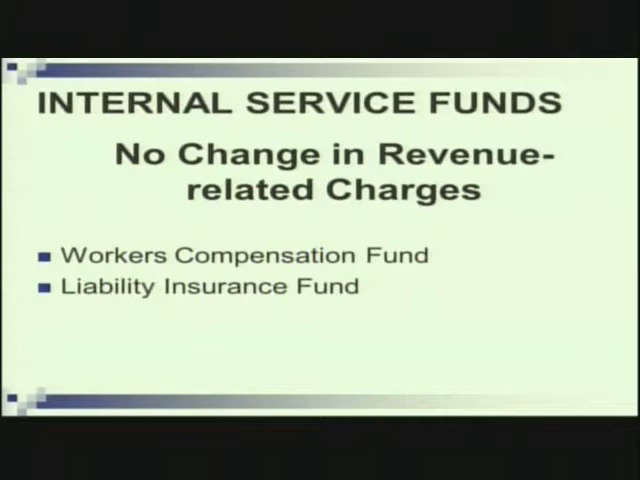 INTERNAL SERVICE FUNDS
No Change in Revenue-
related Charges
Workers Compensation Fund
Liability Insurance Fund